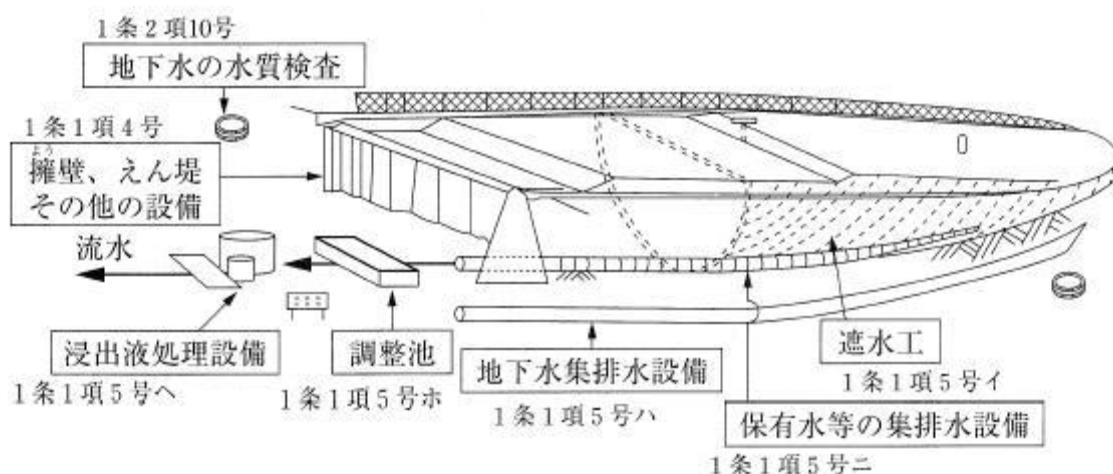 1条2項10号
地下水の水質検査
1条1項4号
よう
擁壁、えん堤
その他の設備
流水
浸出液処理設備
1条1項5号ヘ
調整池
1条1項5号ホ
地下水集排水設備
1条1項5号ハ
遮水工
1条1項5号イ
保有水等の集排水設備
1条1項5号ニ